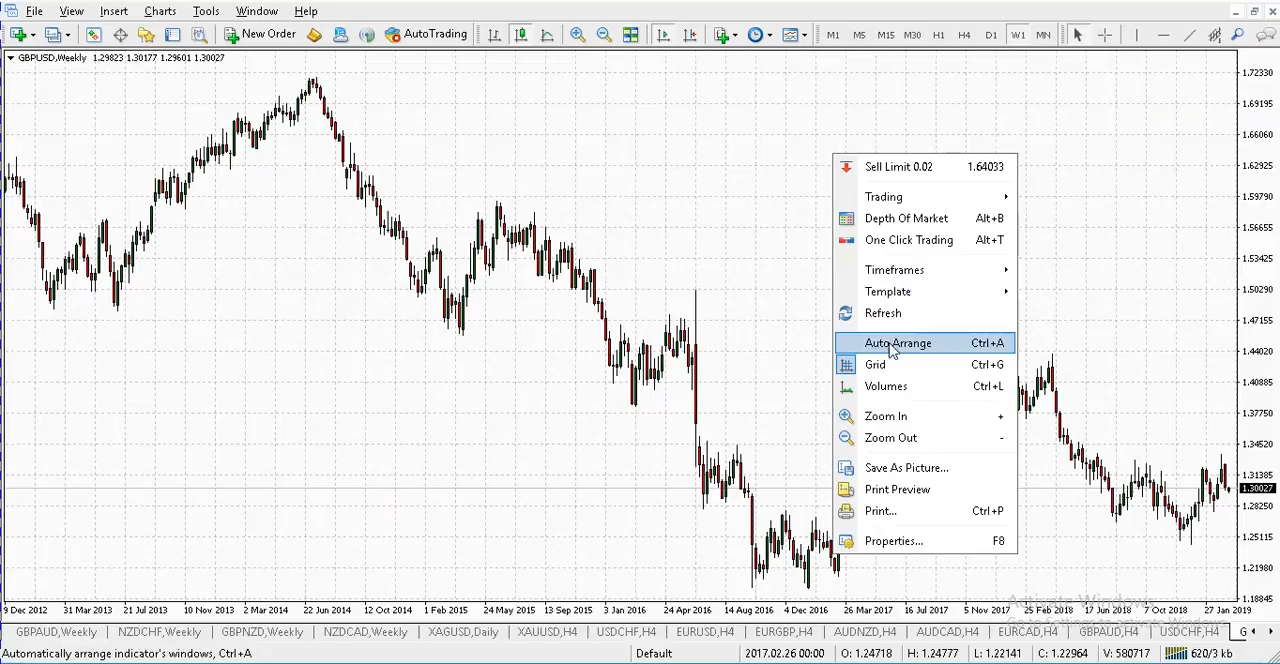 File View Insert Charts Tools Window Help
New Order AutoTrading M1 M5 M15 M30 H1 H4 D1 W1 MN
GBPUSD,Weekly 1.29823 1.30177 1.29601 1.30027
1.72330
1.69195
1.66060
1.62925
1.59790
1.56655
1.53425
1.50290
1.47155
1.44020
1.40885
1.37750
1.34520
1.31385
1.30027
1.28250
1.25115
1.21980
1.18845
Sell Limit 0.02 1.64033
Trading
Depth Of Market Alt+B
One Click Trading Alt+T
Timeframes
Template
Refresh
Auto Arrange Ctrl+A
Grid Ctrl+G
Volumes Ctrl+L
Zoom In +
Zoom Out -
Save As Picture...
Print Preview
Print... Ctrl+P
Properties... F8
9 Dec 2012 31 Mar 2013 21 Jul 2013 10 Nov 2013 2 Mar 2014 22 Jun 2014 12 Oct 2014 1 Feb 2015 24 May 2015 13 Sep 2015 3 Jan 2016 24 Apr 2016 14 Aug 2016 4 Dec 2016 26 Mar 2017 16 Jul 2017 5 Nov 2017 25 Feb 2018 17 Jun 2018 7 Oct 2018 27 Jan 2019
Activate Windows
Go to Settings to activate Windows.
GBPAUD,Weekly NZDCHF,Weekly GBPNZD,Weekly NZDCAD,Weekly XAGUSD,Daily XAUUSD,H4 USDCHF,H4 EURUSD,H4 EURGBP,H4 AUDNZD,H4 AUDCAD,H4 EURCAD,H4 GBPAUD,H4 USDCHF,H4 G
Automatically arrange indicator's windows, Ctrl+A Default 2017.02.26 00:00 O: 1.24718 H: 1.24777 L: 1.22141 C: 1.22964 V: 580717 620/3 kb